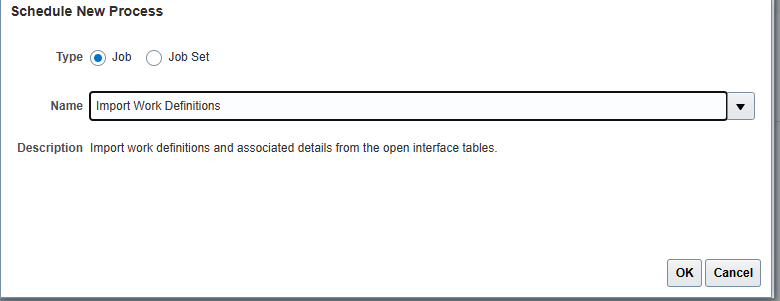 Schedule New Process
Type Job Job Set
Name Import Work Definitions
Description Import work definitions and associated details from the open interface tables.
OK Cancel